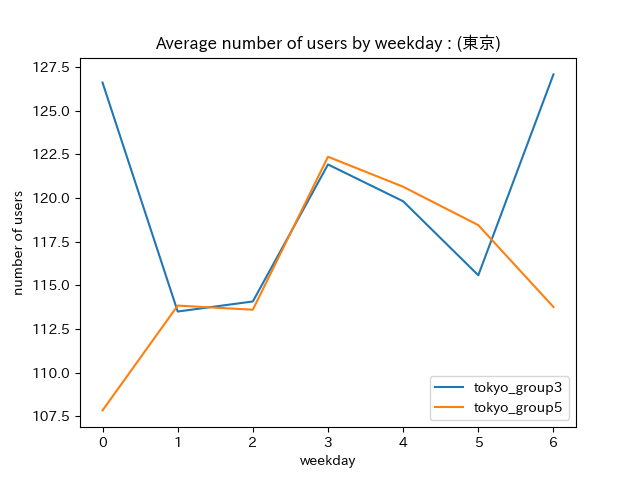 Average number of users by weekday : (東京)
127.5
125.0
122.5
120.0
117.5
115.0
112.5
110.0
107.5
number of users
0 1 2 3 4 5 6
weekday
tokyo_group3
tokyo_group5